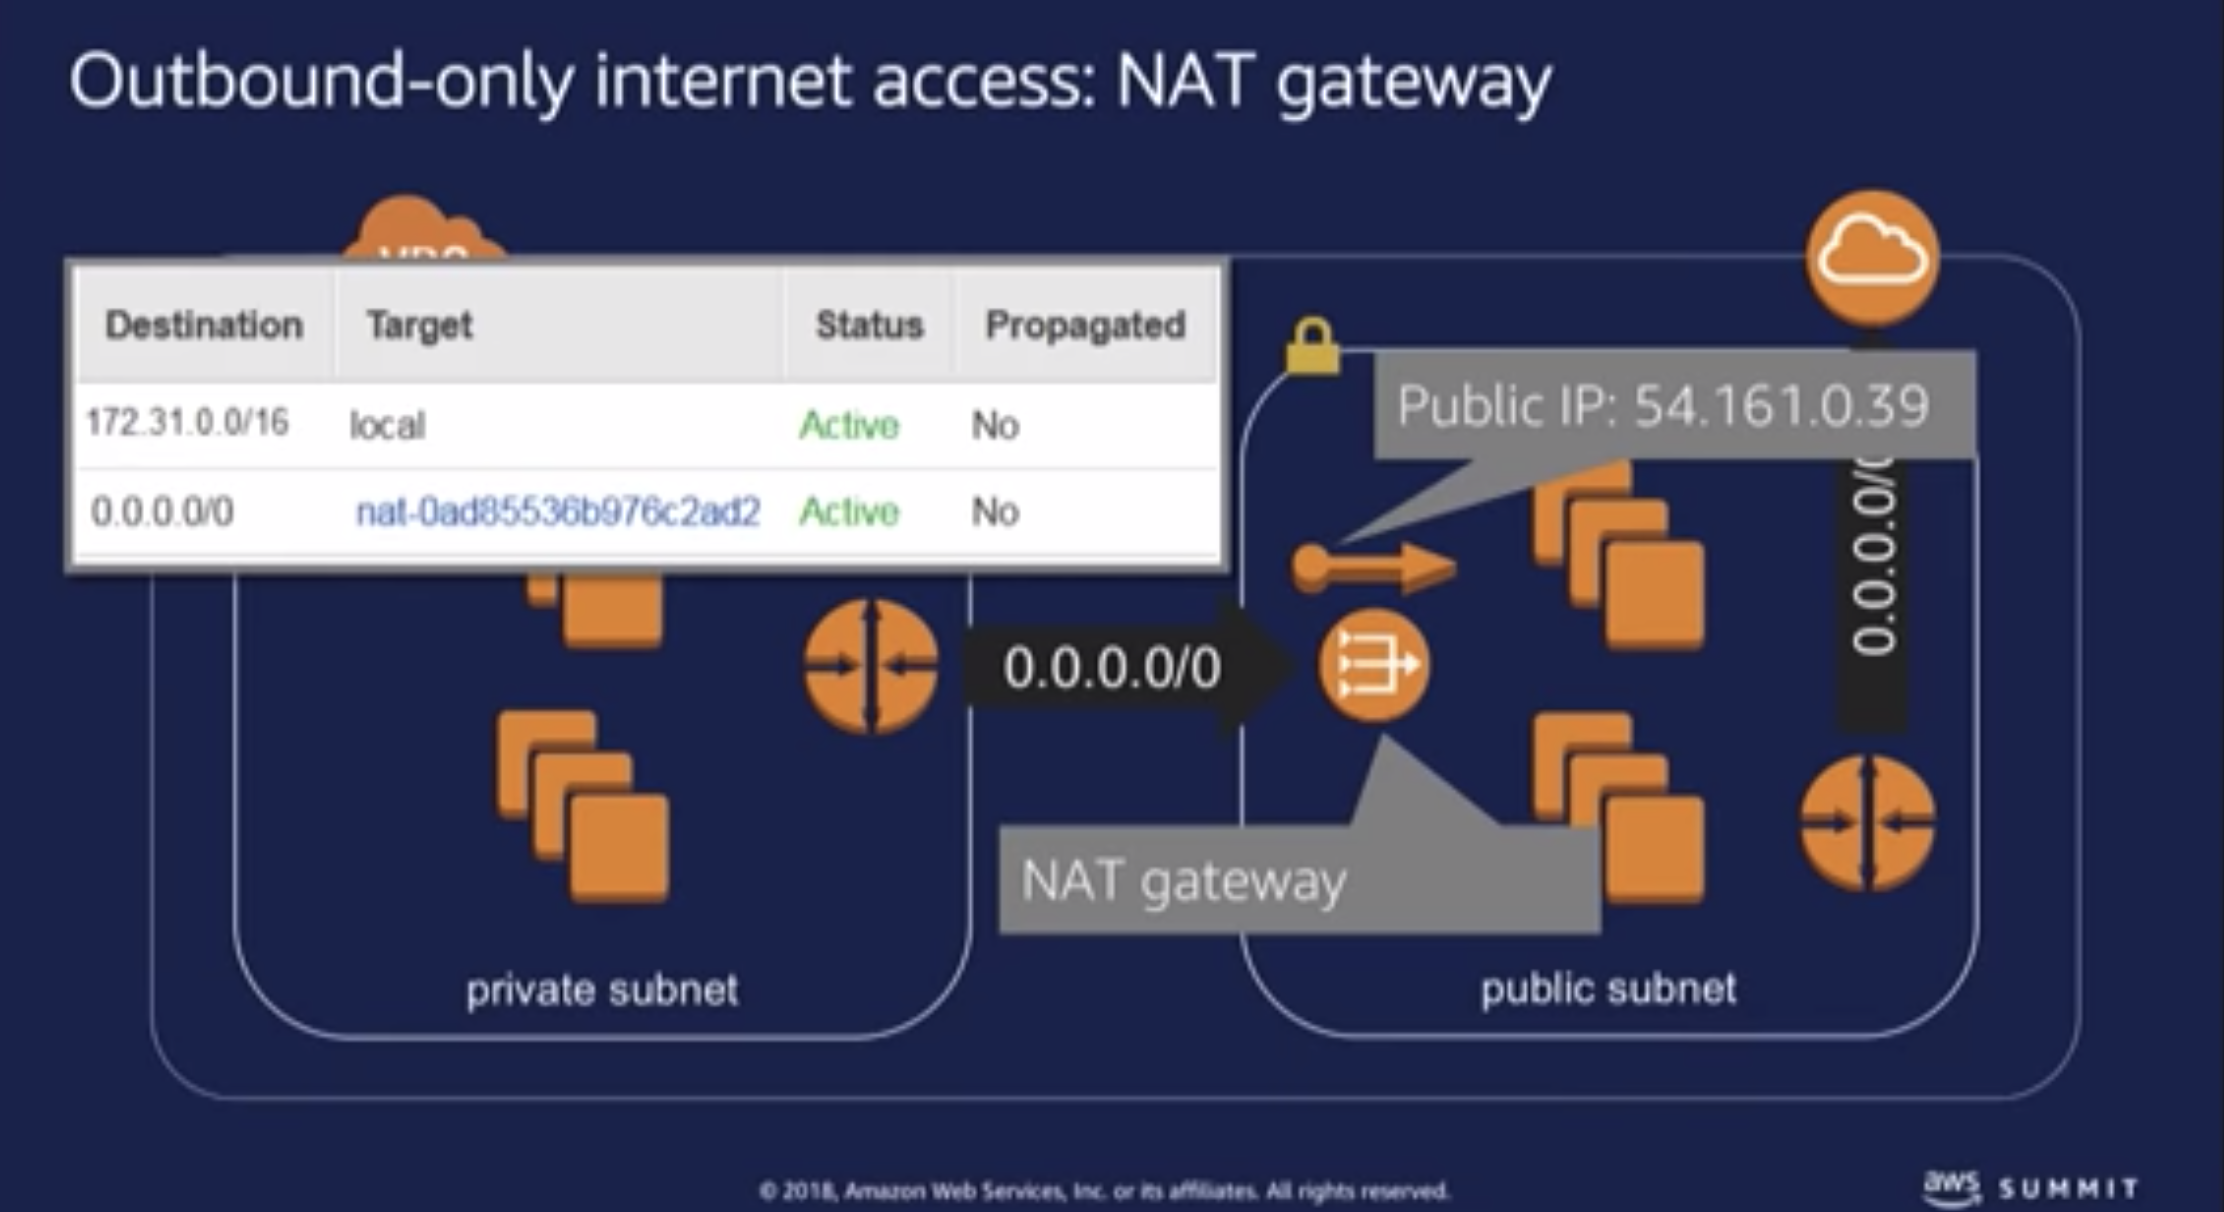 Outbound-only internet access: NAT gateway
Destination Target Status Propagated
172.31.0.0/16 local Active No
0.0.0.0/0 nat-0ad85536b976c2ad2 Active No
Public IP: 54.161.0.39
0.0.0.0/0
0.0.0.0/0
NAT gateway
private subnet
public subnet
© 2018, Amazon Web Services, Inc. or its affiliates. All rights reserved.
aws SUMMIT